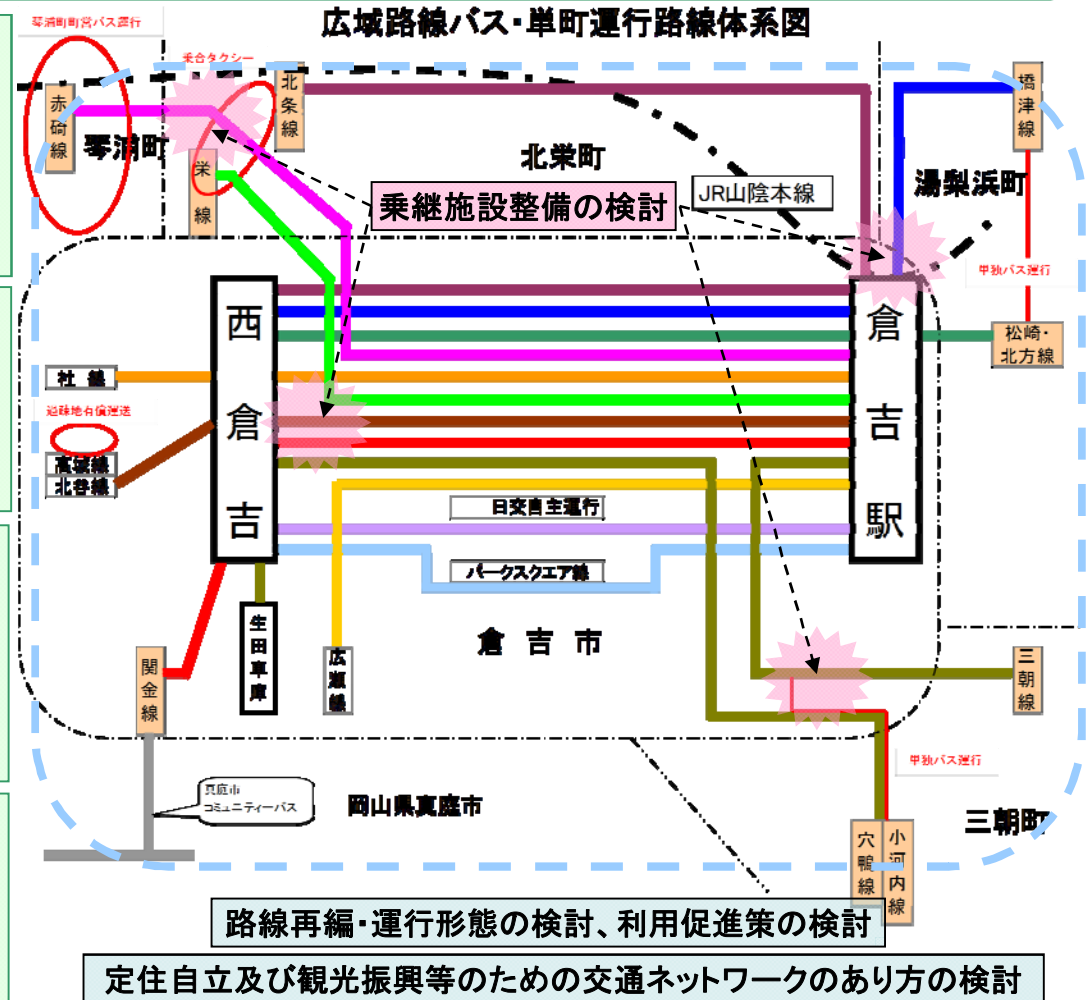 広域路線バス・単町運行路線体系図
琴浦町町営バス運行
乗合タクシー
赤碕線
北条線
橋津線
琴浦町
栄線
北栄町
JR山陰本線
湯梨浜町
乗継施設整備の検討
単独バス運行
西倉吉
倉吉駅
松崎・
北方線
社線
過疎地有償運送
高城線
北谷線
日交自主運行
パークスクエア線
生田車庫
広瀬線
倉吉市
関金線
三朝線
単独バス運行
真庭市
コミュニティーバス
岡山県真庭市
三朝町
穴鴨線
小河内線
路線再編・運行形態の検討、利用促進策の検討
定住自立及び観光振興等のための交通ネットワークのあり方の検討